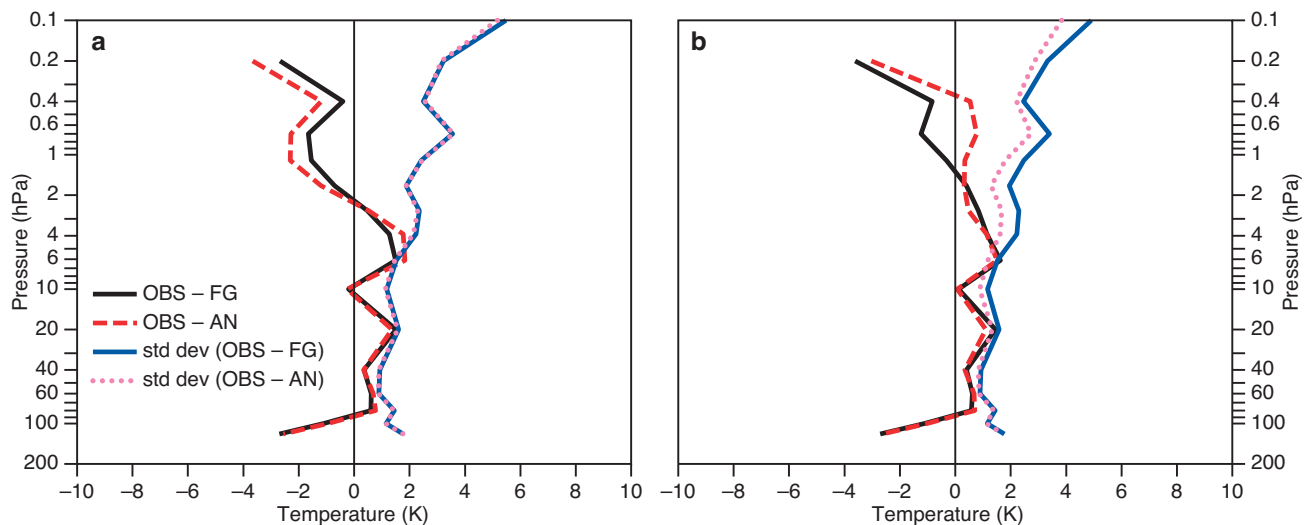 a
0.1
0.2
0.4
0.6
1
2
4
6
10
20
40
60
100
200
Pressure (hPa)
OBS – FG
OBS – AN
std dev (OBS – FG)
std dev (OBS – AN)
–10 –8 –6 –4 –2 0 2 4 6 8 10
Temperature (K)
b
0.1
0.2
0.4
0.6
1
2
4
6
10
20
40
60
100
200
Pressure (hPa)
–10 –8 –6 –4 –2 0 2 4 6 8 10
Temperature (K)